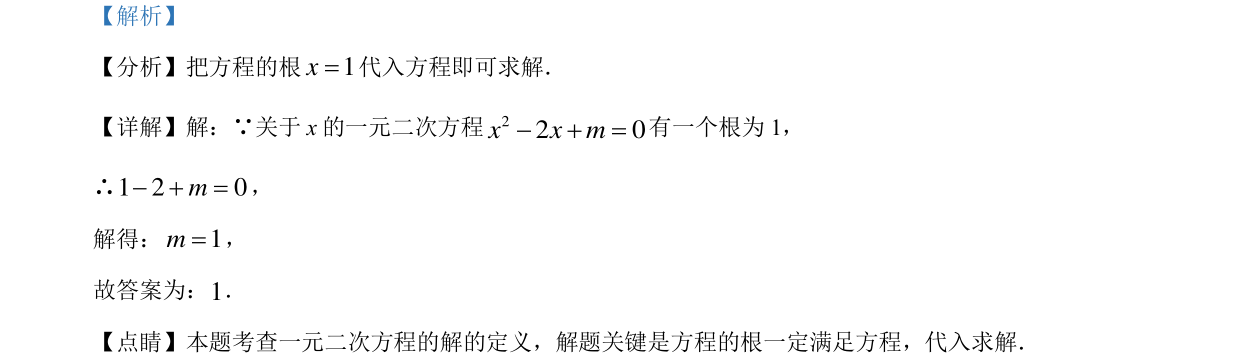 【解析】
【分析】把方程的根 x=1代入方程即可求解．
【详解】解：∵关于 x 的一元二次方程 x² −2x+m=0有一个根为 1，
∴1−2+m=0，
解得：m=1，
故答案为：1．
【点睛】本题考查一元二次方程的解的定义，解题关键是方程的根一定满足方程，代入求解．